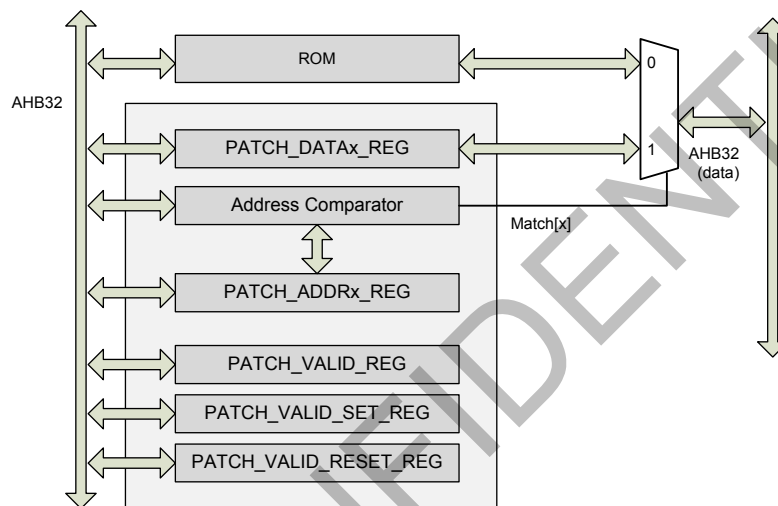 ROM
0
AHB32
PATCH_DATAx_REG
1
AHB32
(data)
Address Comparator
Match[x]
PATCH_ADDRx_REG
PATCH_VALID_REG
PATCH_VALID_SET_REG
PATCH_VALID_RESET_REG